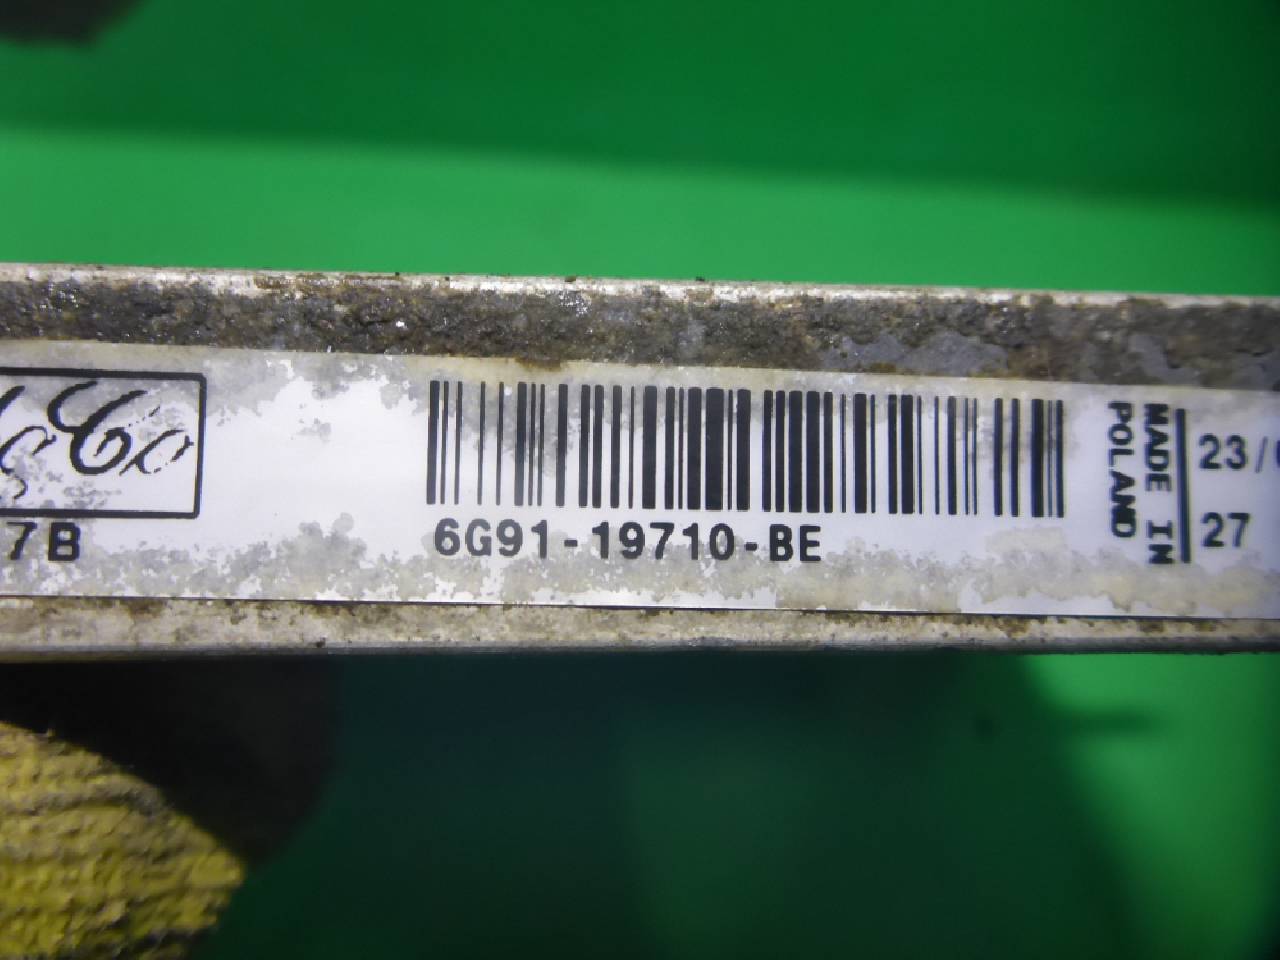 7B
6G91-19710-BE
MADE IN
POLAND
23/
27